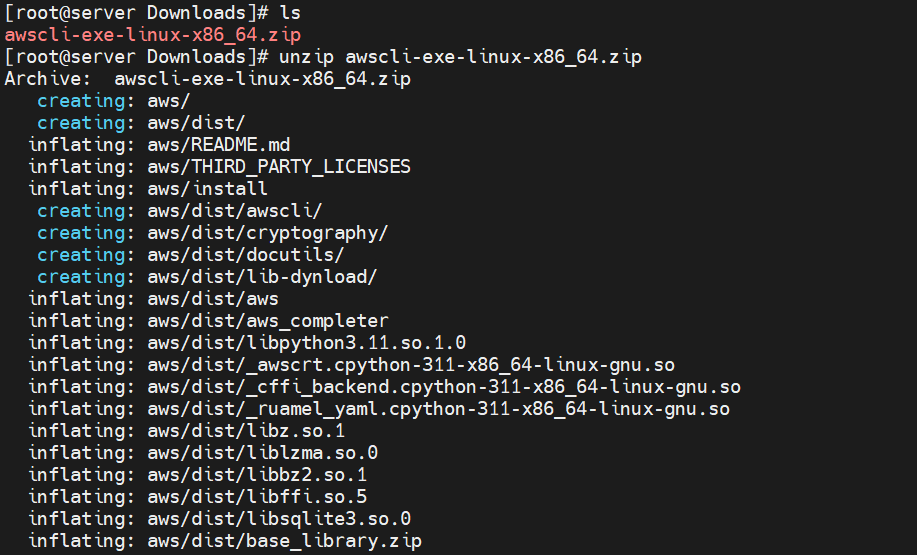 [root@server Downloads]# ls
awscli-exe-linux-x86_64.zip
[root@server Downloads]# unzip awscli-exe-linux-x86_64.zip
Archive:  awscli-exe-linux-x86_64.zip
   creating: aws/
   creating: aws/dist/
  inflating: aws/README.md
  inflating: aws/THIRD_PARTY_LICENSES
  inflating: aws/install
   creating: aws/dist/awscli/
   creating: aws/dist/cryptography/
   creating: aws/dist/docutils/
   creating: aws/dist/lib-dynload/
  inflating: aws/dist/aws
  inflating: aws/dist/aws_completer
  inflating: aws/dist/libpython3.11.so.1.0
  inflating: aws/dist/_awscrt.cpython-311-x86_64-linux-gnu.so
  inflating: aws/dist/_cffi_backend.cpython-311-x86_64-linux-gnu.so
  inflating: aws/dist/_ruamel_yaml.cpython-311-x86_64-linux-gnu.so
  inflating: aws/dist/libz.so.1
  inflating: aws/dist/liblzma.so.0
  inflating: aws/dist/libbz2.so.1
  inflating: aws/dist/libffi.so.5
  inflating: aws/dist/libsqlite3.so.0
  inflating: aws/dist/base_library.zip